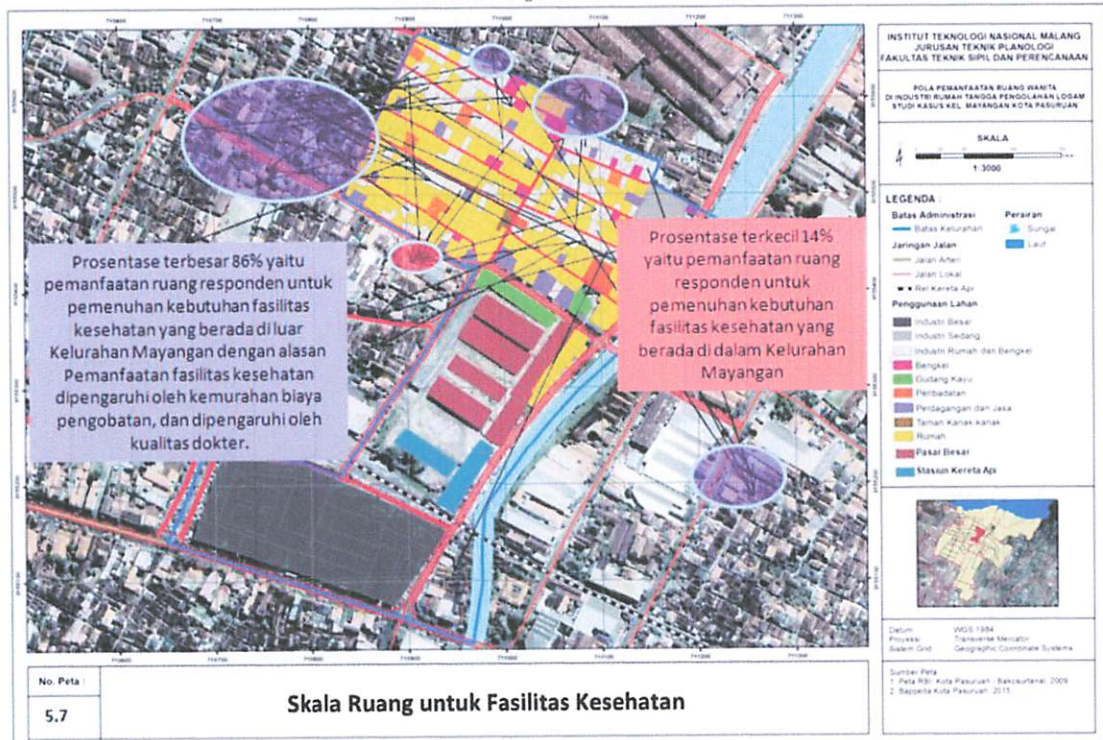 INSTITUT TEKNOLOGI NASIONAL MALANG
JURUSAN TEKNIK PLANOLOGI
FAKULTAS TEKNIK SIPIL DAN PERENCANAAN
POLA PEMANFAATAN RUANG WANITA
DI INDUSTRI RUMAH TANGGA PENGOLAHAN LOGAM
STUDI KASUS KEL. MAYANGAN KOTA PASURUAN
SKALA
1:3000
LEGENDA :
Batas Administrasi
Batas Kelurahan
Jaringan Jalan
Jalan Arteri
Jalan Lokal
Rel Kereta Api
Perairan
Sungai
Laut
Penggunaan Lahan
Industri Besar
Industri Sedang
Industri Rumah dan Bengkel
Bengkel
Gudang Kayu
Peribadatan
Perdagangan dan Jasa
Taman Kanak-kanak
Rumah
Pasar Besar
Stasiun Kereta Api
Datum WGS 1984
Proyeksi Transverse Mercator
Sistem Grid Geographic Coordinate Systems
Sumber Peta
1. Peta RBI, Kota Pasuruan - Bakosurtanal, 2009
2. Bappeda Kota Pasuruan, 2011
Prosentase terbesar 86% yaitu
pemanfaatan ruang responden untuk
pemenuhan kebutuhan fasilitas
kesehatan yang berada di luar
Kelurahan Mayangan dengan alasan
Pemanfaatan fasilitas kesehatan
dipengaruhi oleh kemurahan biaya
pengobatan, dan dipengaruhi oleh
kualitas dokter.
Prosentase terkecil 14%
yaitu pemanfaatan ruang
responden untuk
pemenuhan kebutuhan
fasilitas kesehatan yang
berada di dalam Kelurahan
Mayangan
No. Peta :
5.7
Skala Ruang untuk Fasilitas Kesehatan